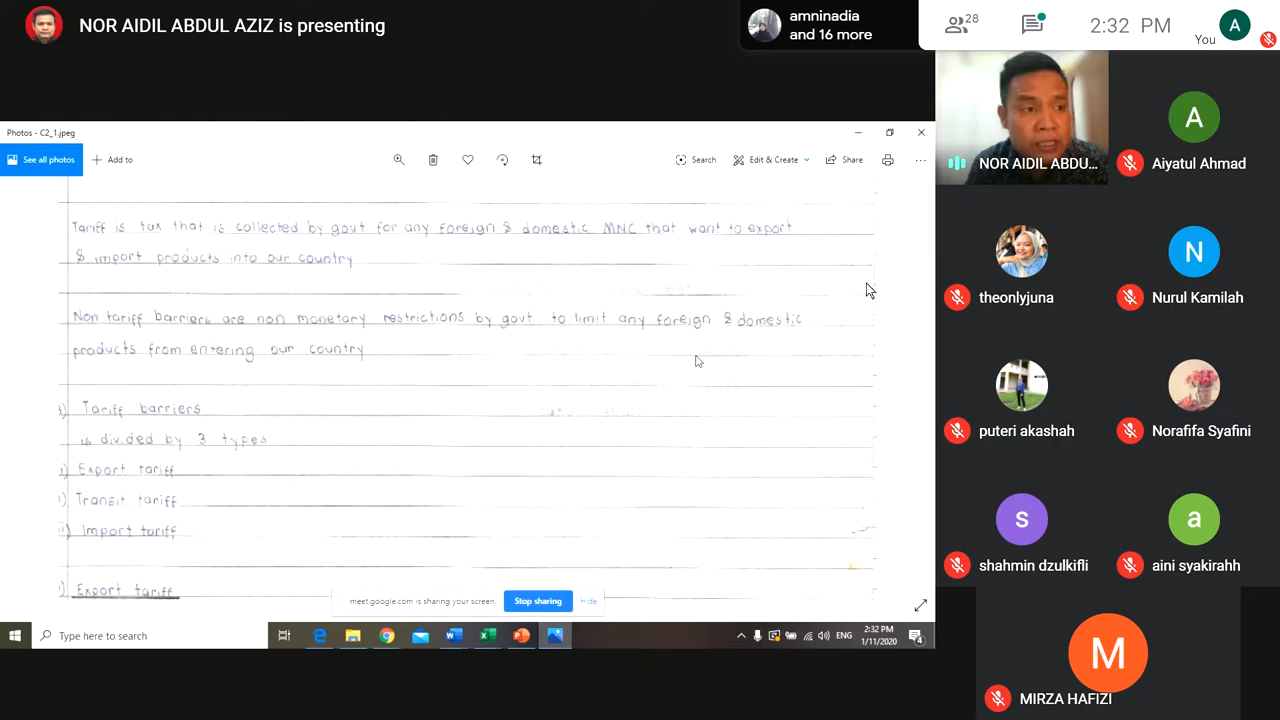 NOR AIDIL ABDUL AZIZ is presenting
amninadia
and 16 more
28
2:32 PM
You
A
Photos - C2_1.jpeg
See all photos
Add to
Search
Edit & Create
Share
Tariff is tax that is collected by govt for any foreign & domestic MNC that want to export
& import products into our country
Non tariff barriers are non monetary restrictions by govt to limit any foreign & domestic
products from entering our country
Tariff barriers
is divided by 3 types
i) Export tariff
) Transit tariff
ii) Import tariff
i) Export tariff
meet.google.com is sharing your screen.
Stop sharing
Hide
Type here to search
ENG
2:32 PM
1/11/2020
4
NOR AIDIL ABDU...
A
Aiyatul Ahmad
theonlyjuna
N
Nurul Kamilah
puteri akashah
Norafifa Syafini
s
shahmin dzulkifli
a
aini syakirahh
M
MIRZA HAFIZI